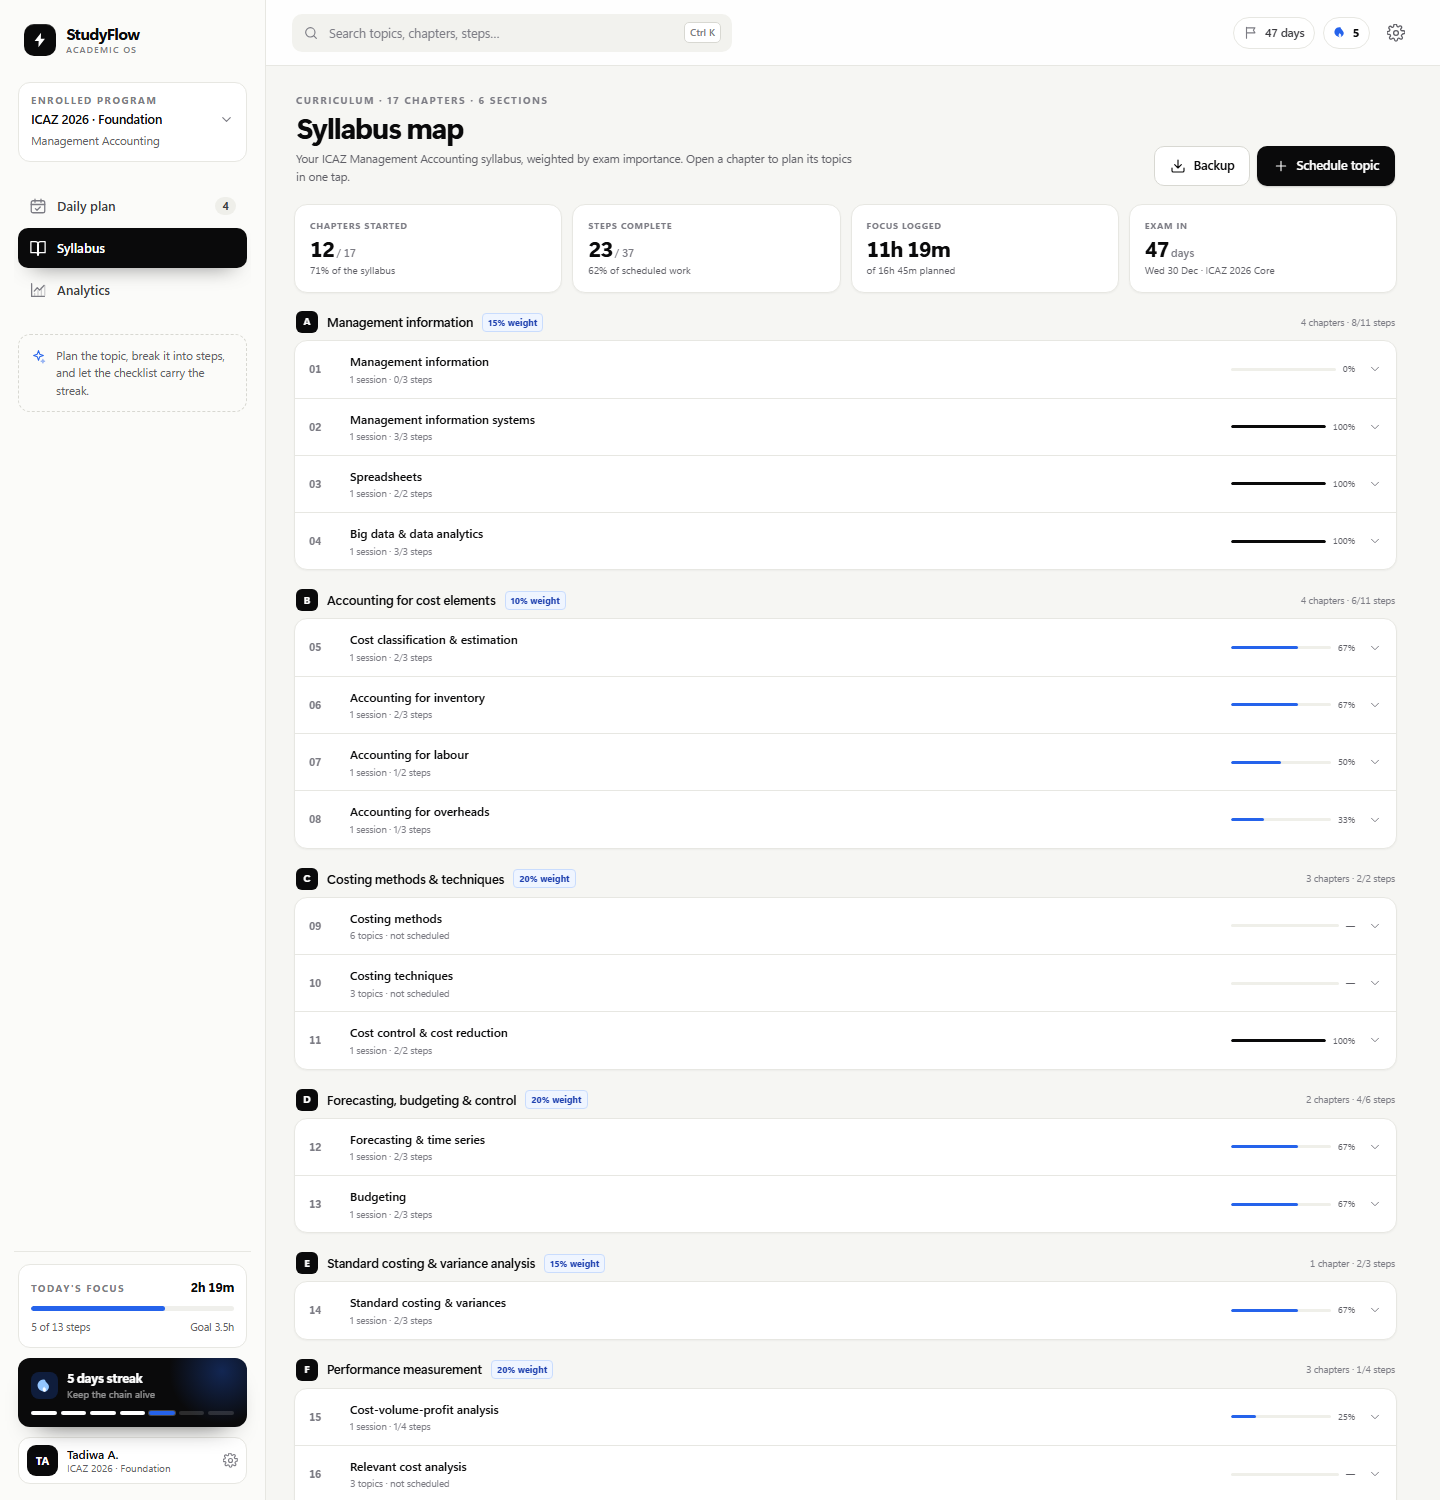 StudyFlow
ACADEMIC OS
ENROLLED PROGRAM
ICAZ 2026 · Foundation
Management Accounting
Daily plan 4
Syllabus
Analytics
Plan the topic, break it into steps,
and let the checklist carry the
streak.
TODAY'S FOCUS 2h 19m
5 of 13 steps Goal 3.5h
5 days streak
Keep the chain alive
TA
Tadiwa A.
ICAZ 2026 · Foundation
Search topics, chapters, steps... Ctrl K
47 days 5
CURRICULUM · 17 CHAPTERS · 6 SECTIONS
Syllabus map
Your ICAZ Management Accounting syllabus, weighted by exam importance. Open a chapter to plan its topics
in one tap.
Backup
Schedule topic
CHAPTERS STARTED
12 / 17
71% of the syllabus
STEPS COMPLETE
23 / 37
62% of scheduled work
FOCUS LOGGED
11h 19m
of 16h 45m planned
EXAM IN
47 days
Wed 30 Dec · ICAZ 2026 Core
A Management information 15% weight 4 chapters · 8/11 steps
01 Management information 0%
1 session · 0/3 steps
02 Management information systems 100%
1 session · 3/3 steps
03 Spreadsheets 100%
1 session · 2/2 steps
04 Big data & data analytics 100%
1 session · 3/3 steps
B Accounting for cost elements 10% weight 4 chapters · 6/11 steps
05 Cost classification & estimation 67%
1 session · 2/3 steps
06 Accounting for inventory 67%
1 session · 2/3 steps
07 Accounting for labour 50%
1 session · 1/2 steps
08 Accounting for overheads 33%
1 session · 1/3 steps
C Costing methods & techniques 20% weight 3 chapters · 2/2 steps
09 Costing methods —
6 topics · not scheduled
10 Costing techniques —
3 topics · not scheduled
11 Cost control & cost reduction 100%
1 session · 2/2 steps
D Forecasting, budgeting & control 20% weight 2 chapters · 4/6 steps
12 Forecasting & time series 67%
1 session · 2/3 steps
13 Budgeting 67%
1 session · 2/3 steps
E Standard costing & variance analysis 15% weight 1 chapter · 2/3 steps
14 Standard costing & variances 67%
1 session · 2/3 steps
F Performance measurement 20% weight 3 chapters · 1/4 steps
15 Cost-volume-profit analysis 25%
1 session · 1/4 steps
16 Relevant cost analysis —
3 topics · not scheduled